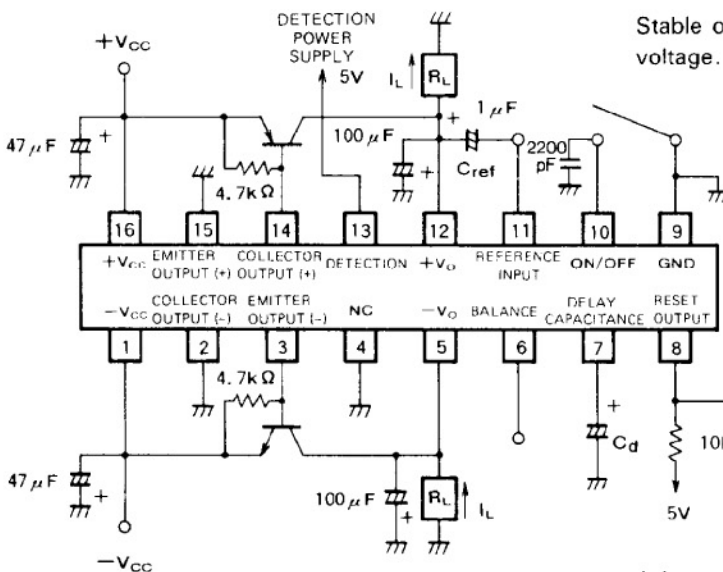 DETECTION
POWER
SUPPLY
5V
Stable o
voltage.
+VCC
IL
RL
+
1 μF
47 μF
+
100 μF
+
Cref
2200
pF
4.7kΩ
16
15
14
13
12
11
10
9
+VCC
EMITTER
OUTPUT (+)
COLLECTOR
OUTPUT (+)
DETECTION
+VO
REFERENCE
INPUT
ON/OFF
GND
-VCC
COLLECTOR
OUTPUT (-)
EMITTER
OUTPUT (-)
NC
-VO
BALANCE
DELAY
CAPACITANCE
RESET
OUTPUT
1
2
3
4
5
6
7
8
4.7kΩ
+
Cd
10
47 μF
+
100 μF
+
RL
IL
5V
-VCC